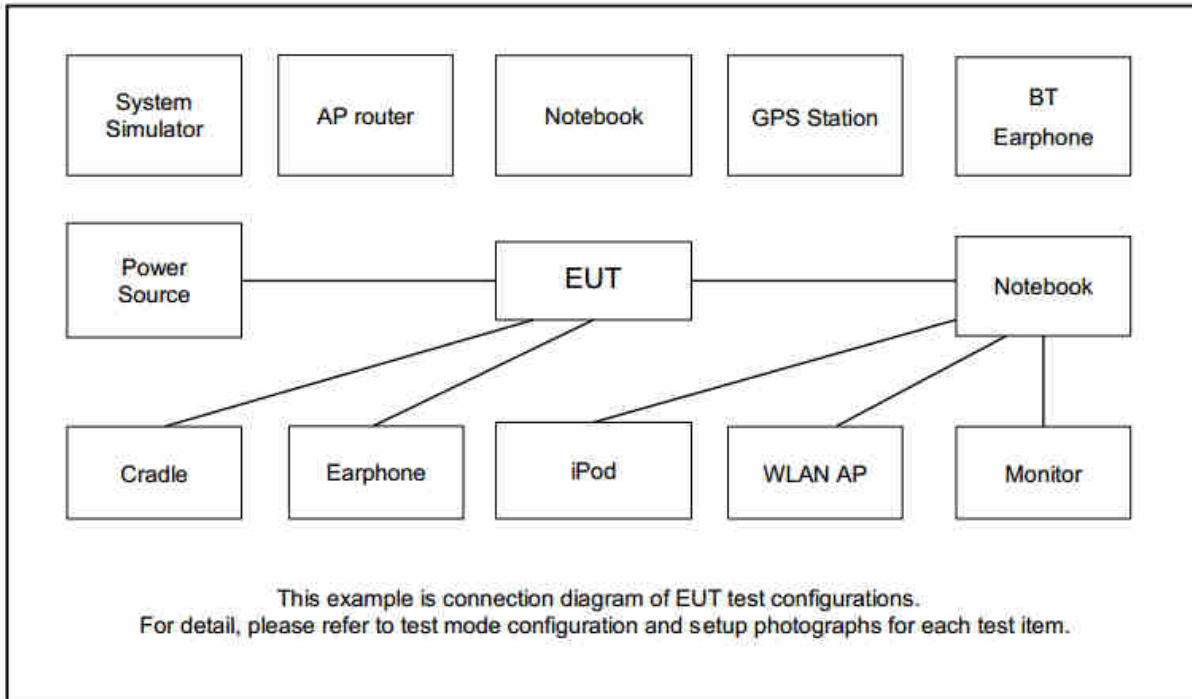 System
Simulator
AP router
Notebook
GPS Station
BT
Earphone
Power
Source
EUT
Notebook
Cradle
Earphone
iPod
WLAN AP
Monitor
This example is connection diagram of EUT test configurations.
For detail, please refer to test mode configuration and setup photographs for each test item.